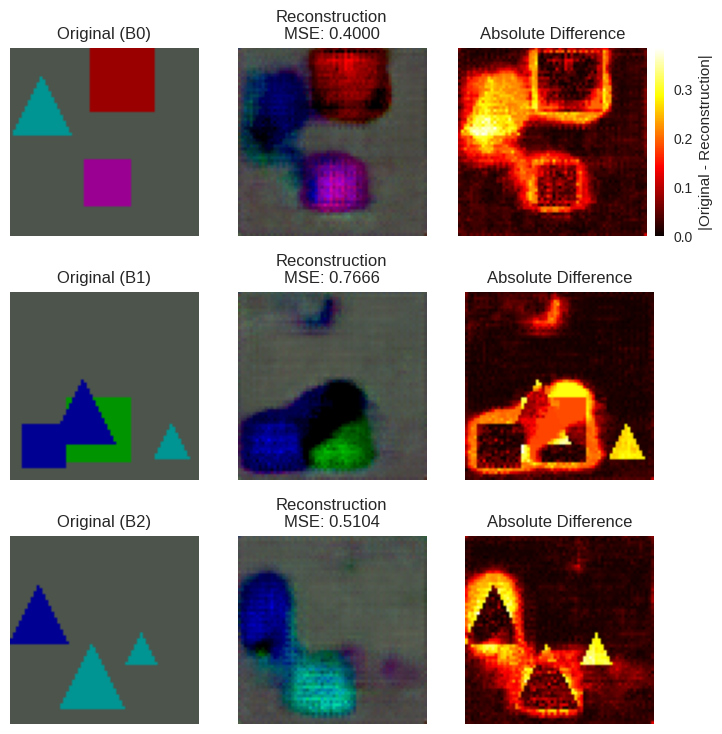 Original (B0)
Reconstruction
MSE: 0.4000
Absolute Difference
0.3
0.2
0.1
0.0
|Original - Reconstruction|
Original (B1)
Reconstruction
MSE: 0.7666
Absolute Difference
Original (B2)
Reconstruction
MSE: 0.5104
Absolute Difference